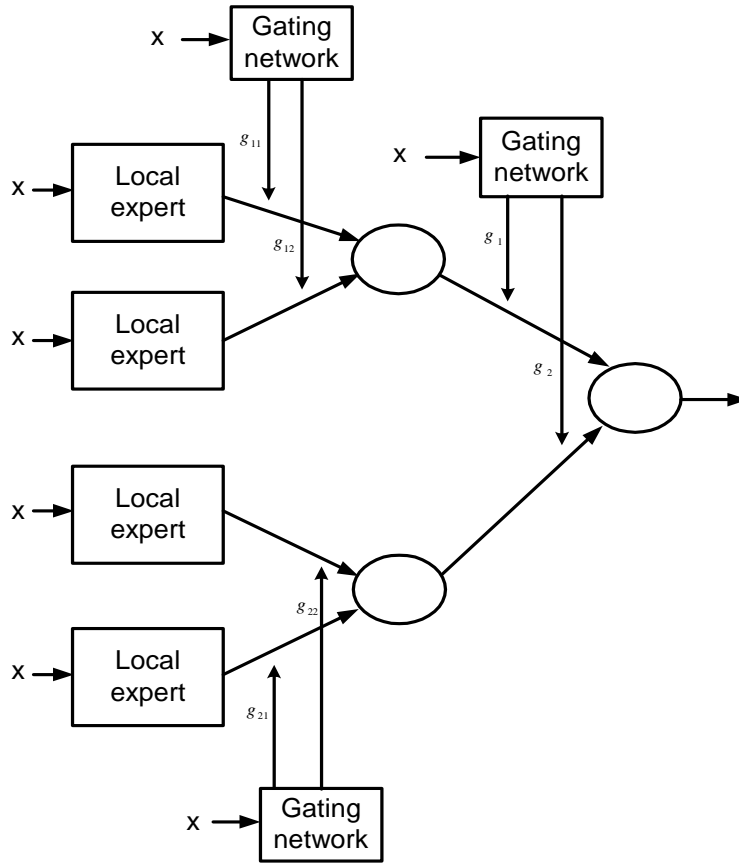 x
Gating
network
g11
g12
x
Gating
network
g1
g2
x
Local
expert
x
Local
expert
x
Local
expert
x
Local
expert
g22
g21
x
Gating
network